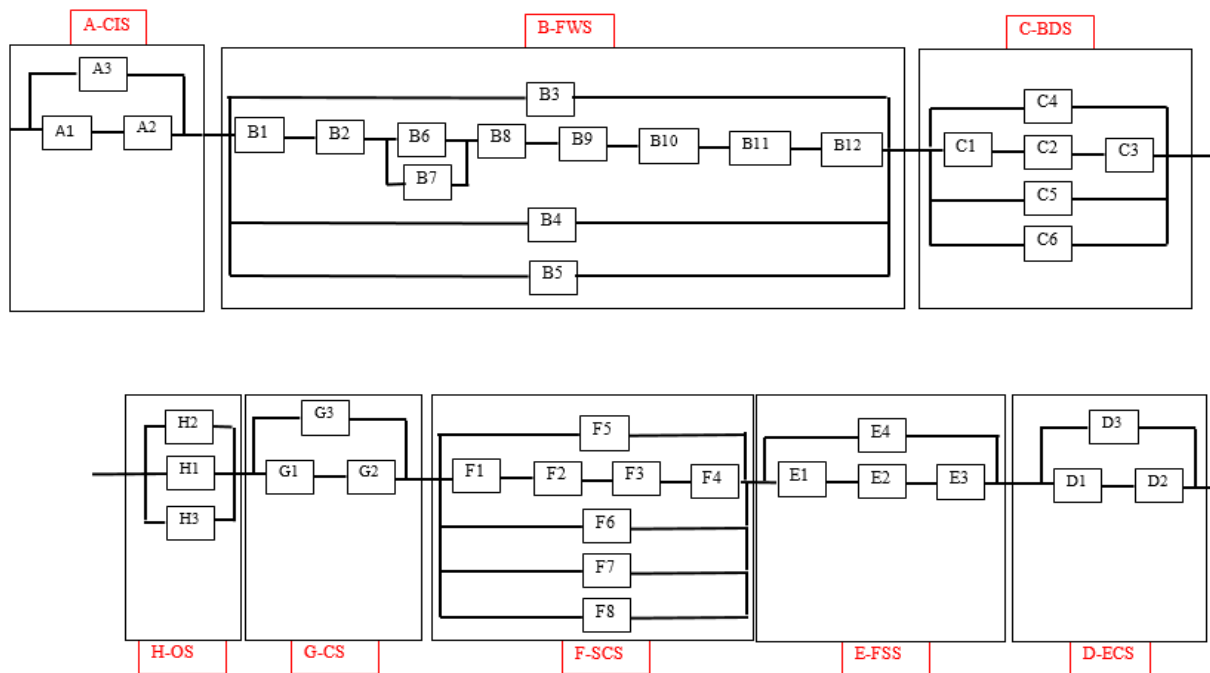 A-CIS B-FWS C-BDS
A3
A1 A2
B3
B1 B2 B6 B8 B9 B10 B11 B12
B7
B4
B5
C4
C1 C2 C3
C5
C6
H2
H1
H3
G3
G1 G2
F5
F1 F2 F3 F4
F6
F7
F8
E4
E1 E2 E3
D3
D1 D2
H-OS G-CS F-SCS E-FSS D-ECS